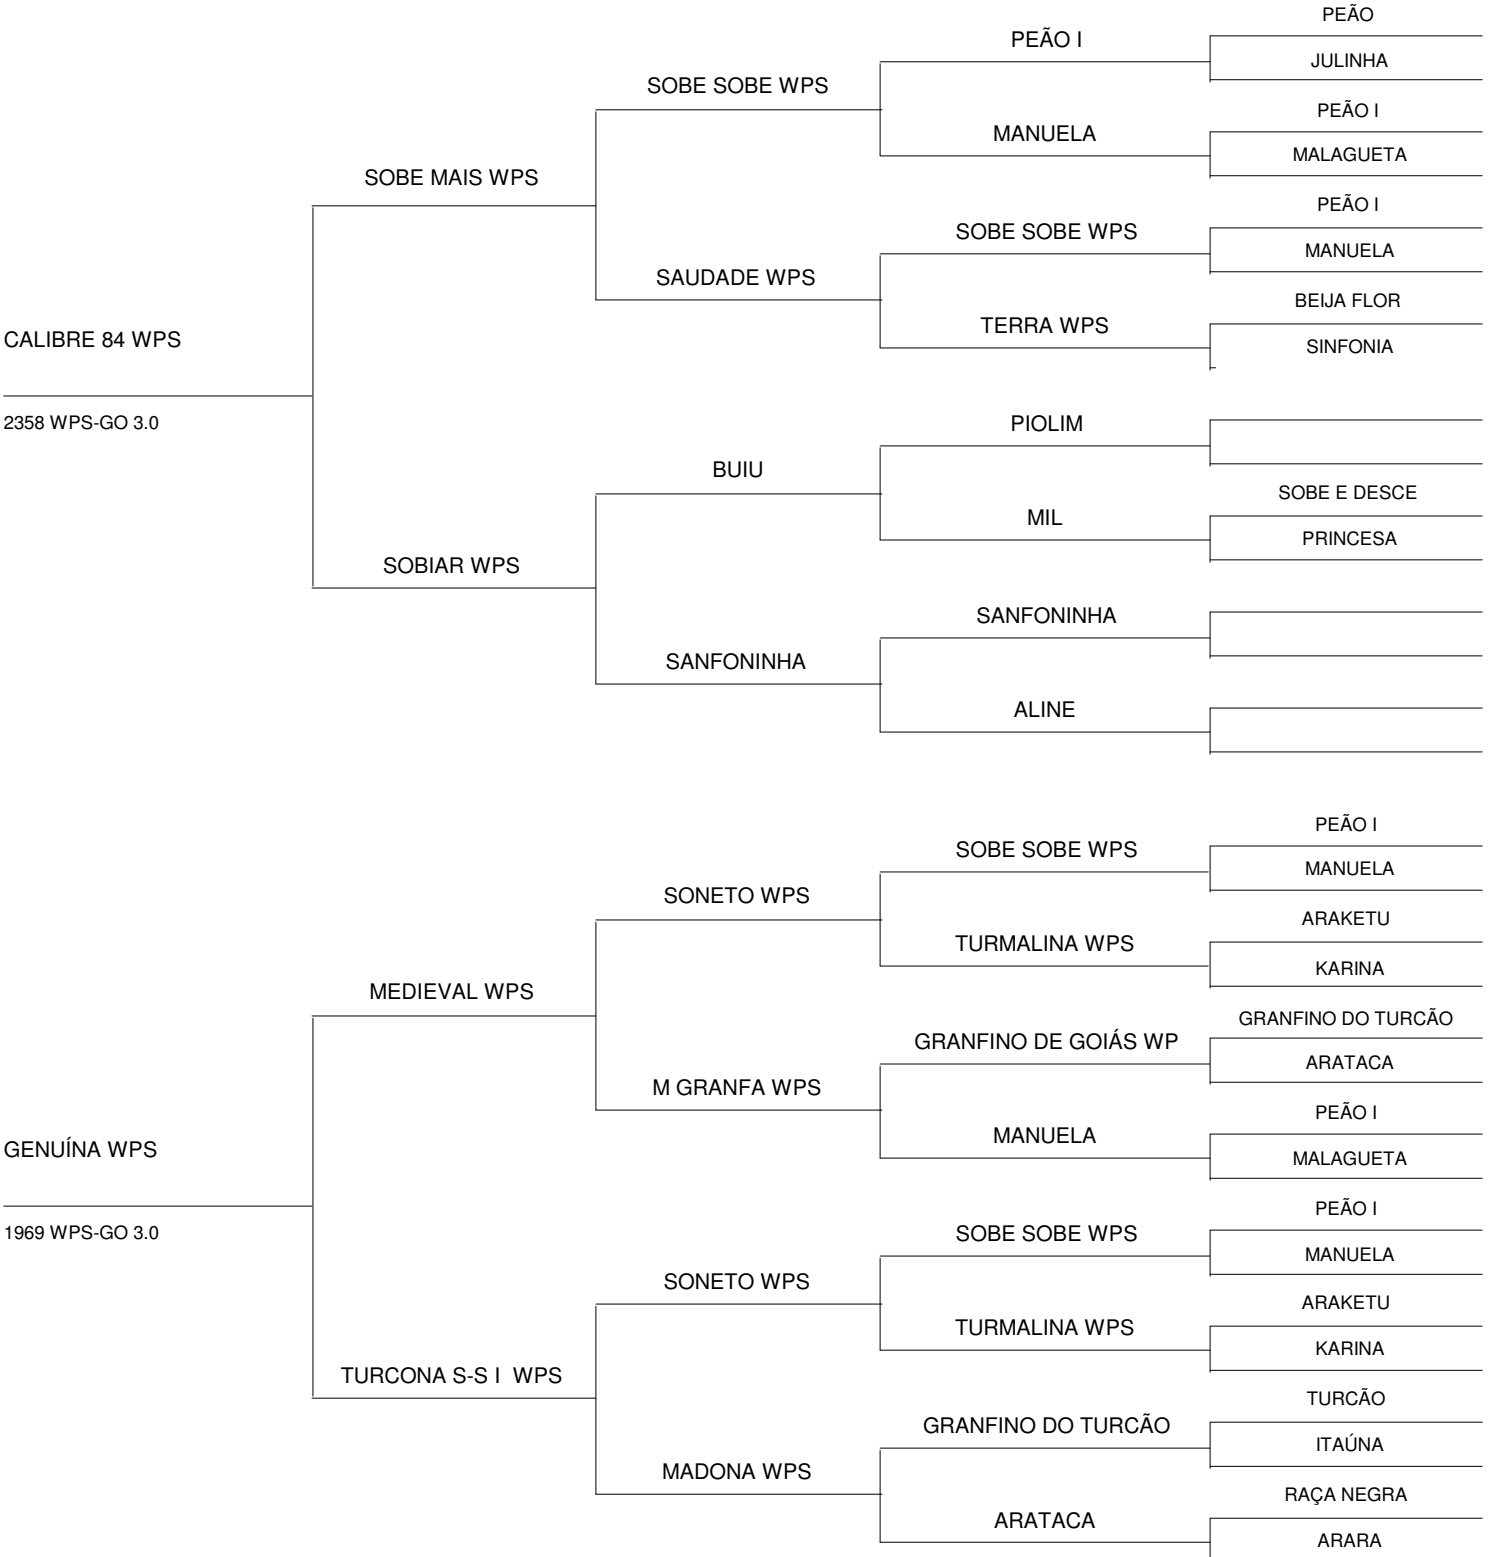 PEÃO
PEÃO I
JULINHA
SOBE SOBE WPS
PEÃO I
MANUELA
MALAGUETA
SOBE MAIS WPS
PEÃO I
SOBE SOBE WPS
MANUELA
SAUDADE WPS
BEIJA FLOR
TERRA WPS
SINFONIA
CALIBRE 84 WPS
2358 WPS-GO 3.0
PIOLIM
BUIU
SOBE E DESCE
MIL
PRINCESA
SOBIAR WPS
SANFONINHA
SANFONINHA
ALINE
PEÃO I
SOBE SOBE WPS
MANUELA
SONETO WPS
ARAKETU
TURMALINA WPS
KARINA
MEDIEVAL WPS
GRANFINO DO TURCÃO
GRANFINO DE GOIÁS WP
ARATACA
M GRANFA WPS
PEÃO I
MANUELA
MALAGUETA
GENUÍNA WPS
1969 WPS-GO 3.0
PEÃO I
SOBE SOBE WPS
MANUELA
SONETO WPS
ARAKETU
TURMALINA WPS
KARINA
TURCONA S-S I  WPS
TURCÃO
GRANFINO DO TURCÃO
ITAÚNA
MADONA WPS
RAÇA NEGRA
ARATACA
ARARA